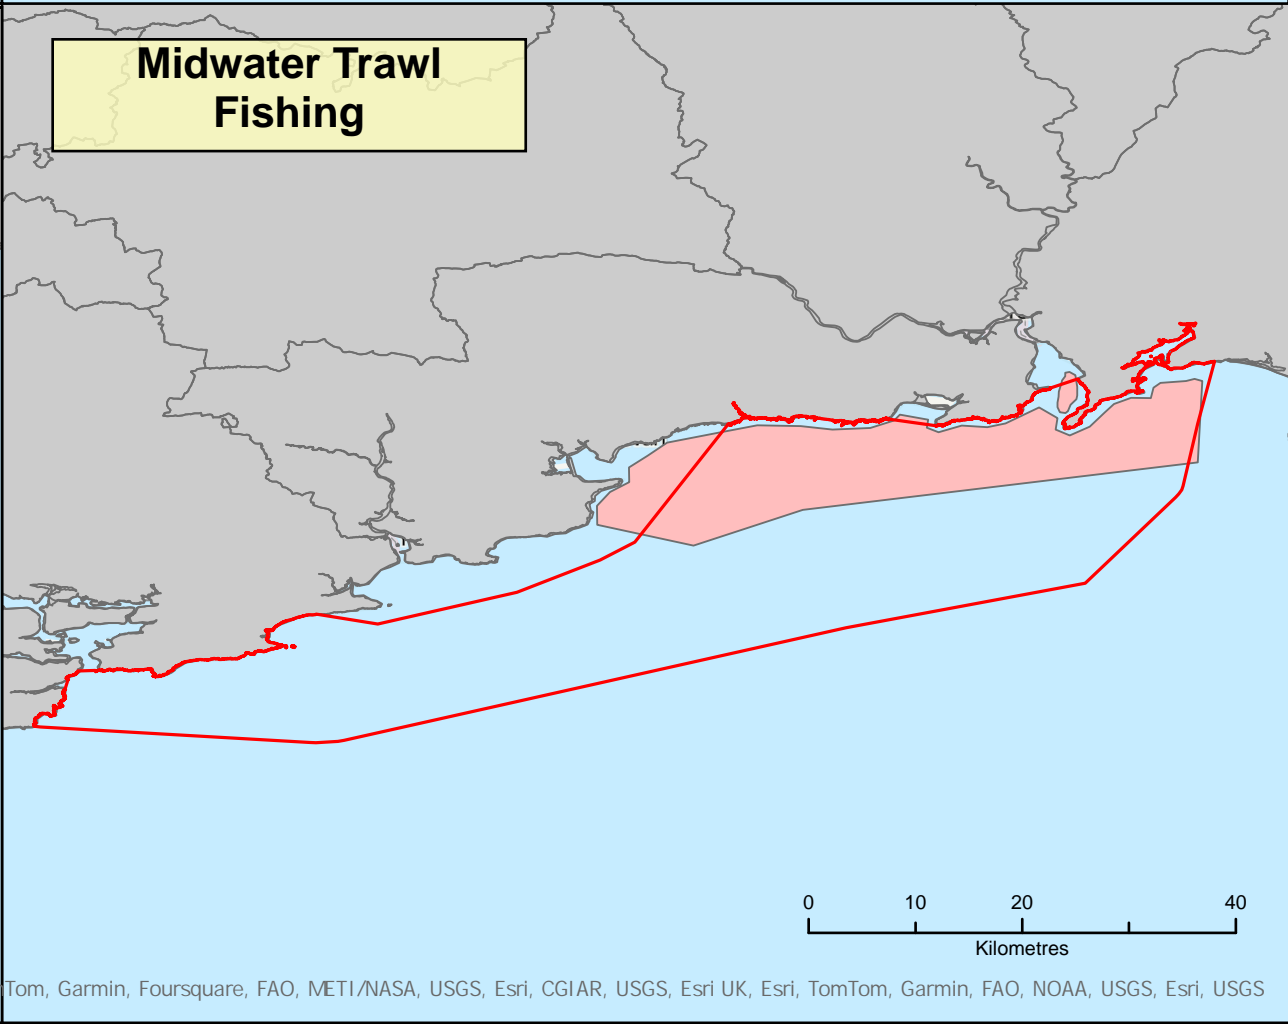 Midwater Trawl
Fishing
0 10 20 40
Kilometres
Tom, Garmin, Foursquare, FAO, METI/NASA, USGS, Esri, CGIAR, USGS, Esri UK, Esri, TomTom, Garmin, FAO, NOAA, USGS, Esri, USGS